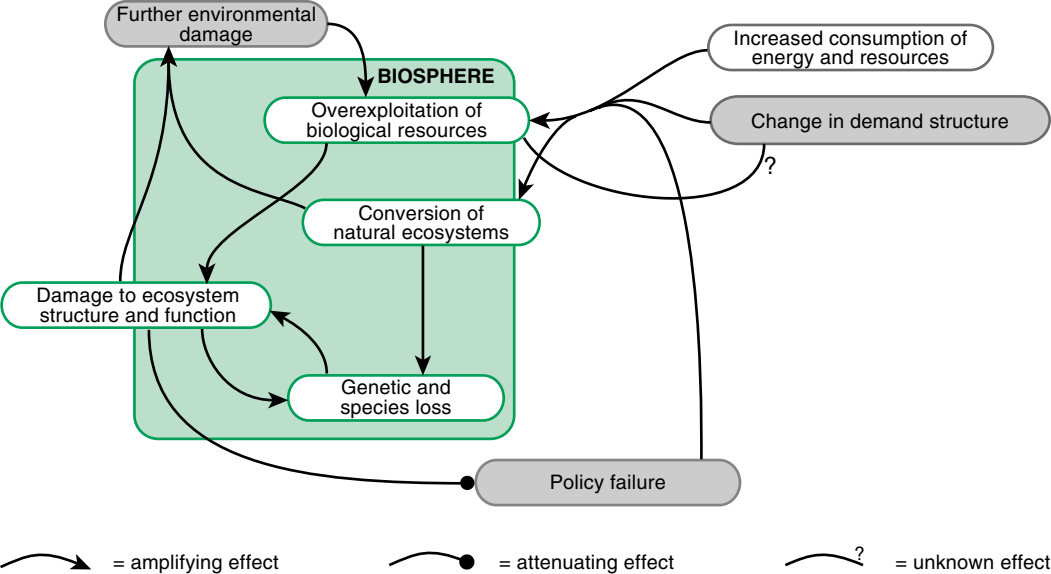 Further environmental
damage
BIOSPHERE
Increased consumption of
energy and resources
Overexploitation of
biological resources
Change in demand structure
?
Conversion of
natural ecosystems
Damage to ecosystem
structure and function
Genetic and
species loss
Policy failure
= amplifying effect
= attenuating effect
?
= unknown effect